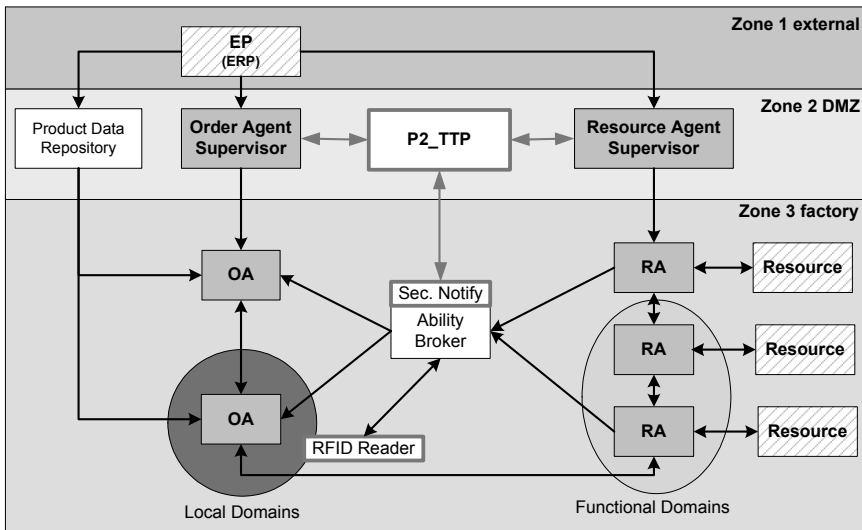 Zone 1 external
EP
(ERP)
Zone 2 DMZ
Product Data
Repository
Order Agent
Supervisor
P2_TTP
Resource Agent
Supervisor
Zone 3 factory
OA
RA
Resource
Sec. Notify
Ability
Broker
RA
Resource
OA
RFID Reader
RA
Resource
Local Domains
Functional Domains